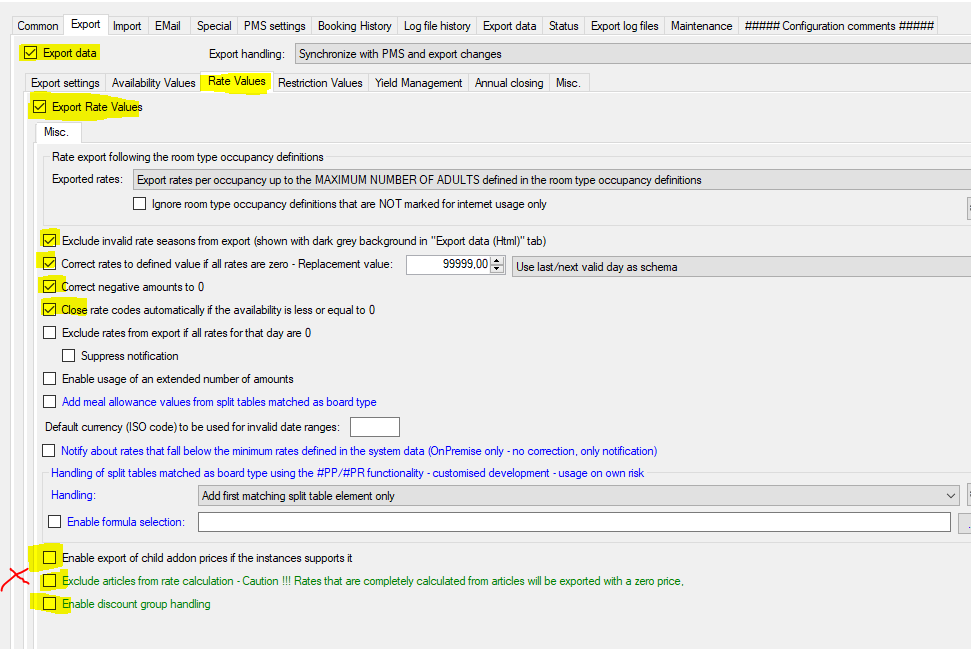 Common Export Import EMail Special PMS settings Booking History Log file history Export data Status Export log files Maintenance ##### Configuration comments #####
Export data Export handling: Synchronize with PMS and export changes
Export settings Availability Values Rate Values Restriction Values Yield Management Annual closing Misc.
Export Rate Values
Misc.
Rate export following the room type occupancy definitions
Exported rates: Export rates per occupancy up to the MAXIMUM NUMBER OF ADULTS defined in the room type occupancy definitions
Ignore room type occupancy definitions that are NOT marked for internet usage only
Exclude invalid rate seasons from export (shown with dark grey background in "Export data (Html)" tab)
Correct rates to defined value if all rates are zero - Replacement value: 99999,00 Use last/next valid day as schema
Correct negative amounts to 0
Close rate codes automatically if the availability is less or equal to 0
Exclude rates from export if all rates for that day are 0
Suppress notification
Enable usage of an extended number of amounts
Add meal allowance values from split tables matched as board type
Default currency (ISO code) to be used for invalid date ranges:
Notify about rates that fall below the minimum rates defined in the system data (OnPremise only - no correction, only notification)
Handling of split tables matched as board type using the #PP/#PR functionality - customised development - usage on own risk
Handling: Add first matching split table element only
Enable formula selection:
Enable export of child addon prices if the instances supports it
Exclude articles from rate calculation - Caution !!! Rates that are completely calculated from articles will be exported with a zero price,
Enable discount group handling